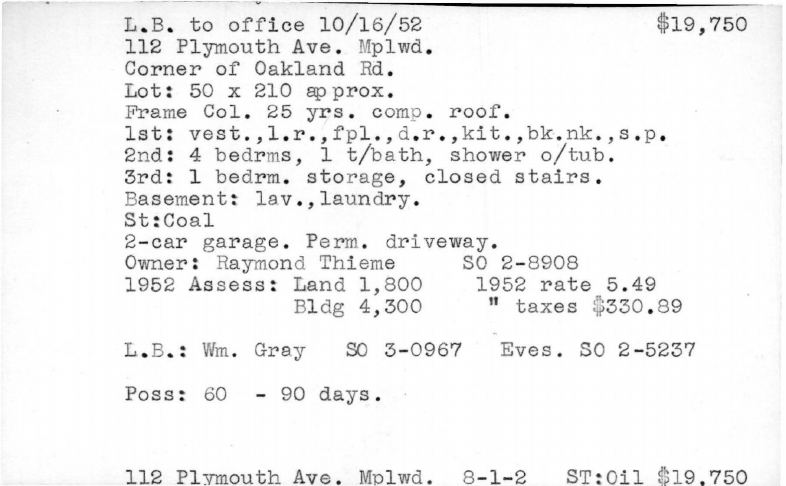 L.B. to office 10/16/52 $19,750
112 Plymouth Ave. Mplwd.
Corner of Oakland Rd.
Lot: 50 x 210 approx.
Frame Col. 25 yrs. comp. roof.
1st: vest.,l.r.,fpl.,d.r.,kit.,bk.nk.,s.p.
2nd: 4 bedrms, 1 t/bath, shower o/tub.
3rd: 1 bedrm. storage, closed stairs.
Basement: lav.,laundry.
St:Coal
2-car garage. Perm. driveway.
Owner: Raymond Thieme SO 2-8908
1952 Assess: Land 1,800 1952 rate 5.49
Bldg 4,300 " taxes $330.89
L.B.: Wm. Gray SO 3-0967 Eves. SO 2-5237
Poss: 60 - 90 days.
112 Plymouth Ave. Mplwd. 8-1-2 ST:Oil $19,750